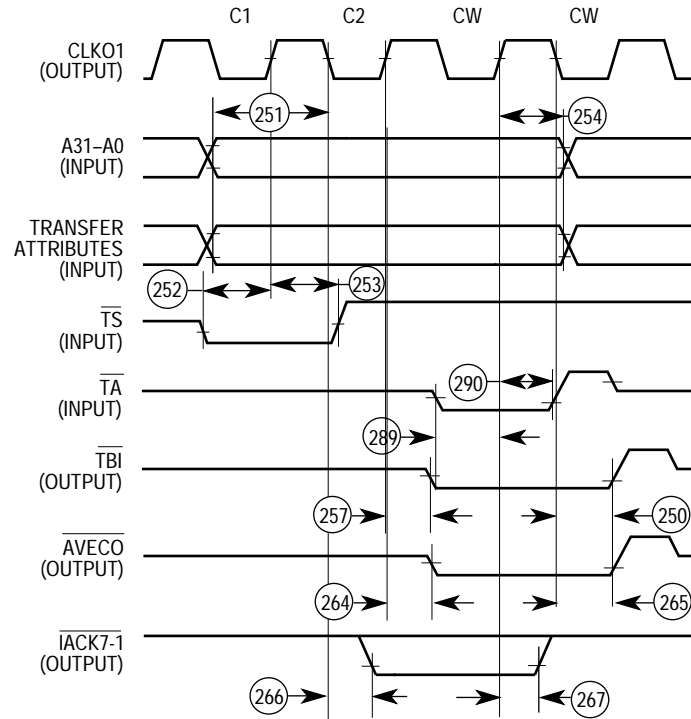 C1 C2 CW CW
CLKO1
(OUTPUT)
251
254
A31–A0
(INPUT)
TRANSFER
ATTRIBUTES
(INPUT)
252
253
TS
(INPUT)
290
TA
(INPUT)
289
TBI
(OUTPUT)
257
250
AVECO
(OUTPUT)
264
265
IACK7-1
(OUTPUT)
266
267